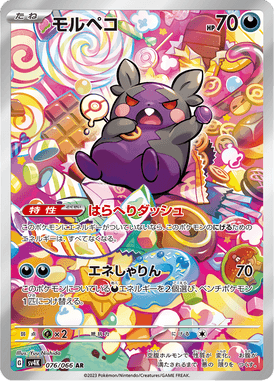 たね
モルペコ
HP70
特性 はらへりダッシュ
このポケモンにエネルギーがついていないなら、このポケモンのにげるための
エネルギーは、すべてなくなる。
エネしゃりん 70
このポケモンについているエネルギーを2個選び、ベンチポケモン
1匹につけ替える。
弱点 ×2 抵抗力 にげる
Illus.
sv4K 076/066 AR
©2023 Pokémon/Nintendo/Creatures/GAME FREAK.